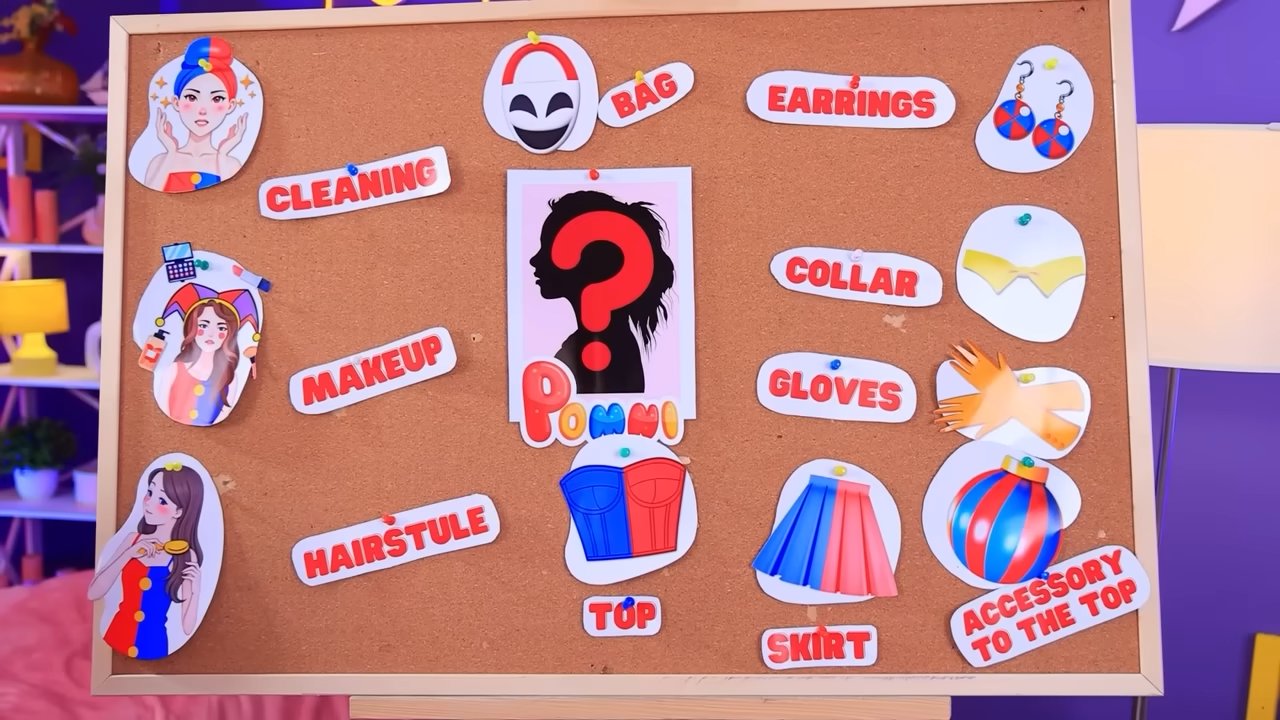 BAG
EARRINGS
CLEANING
?
COLLAR
MAKEUP
GLOVES
POMNI
HAIRSTULE
TOP
SKIRT
ACCESSORY
TO THE TOP